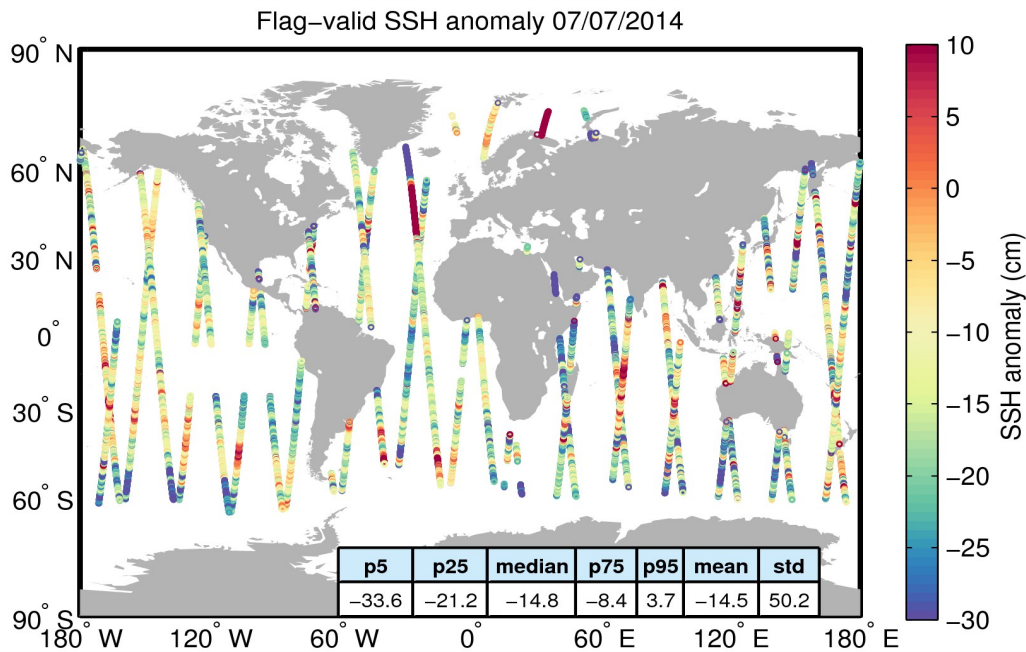 Flag−valid SSH anomaly 07/07/2014
90° N
60° N
30° N
0°
30° S
60° S
90° S
180° W
120° W
60° W
0°
60° E
120° E
180° E
p5 p25 median p75 p95 mean std
−33.6 −21.2 −14.8 −8.4 3.7 −14.5 50.2
10
5
0
−5
−10
−15
−20
−25
−30
SSH anomaly (cm)